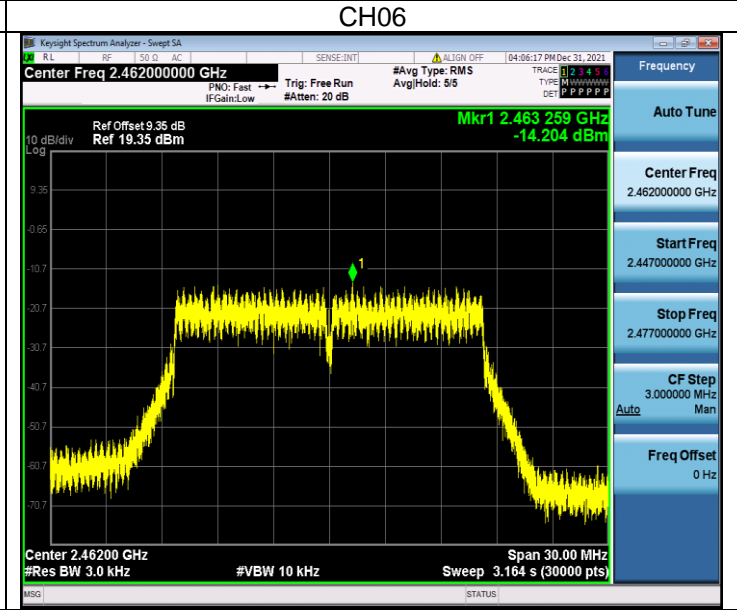 CH06
Keysight Spectrum Analyzer - Swept SA
RL RF 50 Ω AC SENSE:INT ALIGN OFF 04:06:17 PM Dec 31, 2021
Center Freq 2.462000000 GHz
PNO: Fast
IFGain:Low
Trig: Free Run
#Atten: 20 dB
#Avg Type: RMS
Avg|Hold: 5/5
TRACE 1 2 3 4 5 6
TYPE M W W W W W
DET P P P P P P
Ref Offset 9.35 dB
10 dB/div Ref 19.35 dBm
Log
Mkr1 2.463 259 GHz
-14.204 dBm
9.35
-0.65
-10.7
-20.7
-30.7
-40.7
-50.7
-60.7
-70.7
1
Center 2.46200 GHz Span 30.00 MHz
#Res BW 3.0 kHz #VBW 10 kHz Sweep 3.164 s (30000 pts)
MSG STATUS
Frequency
Auto Tune
Center Freq
2.462000000 GHz
Start Freq
2.447000000 GHz
Stop Freq
2.477000000 GHz
CF Step
3.000000 MHz
Auto Man
Freq Offset
0 Hz